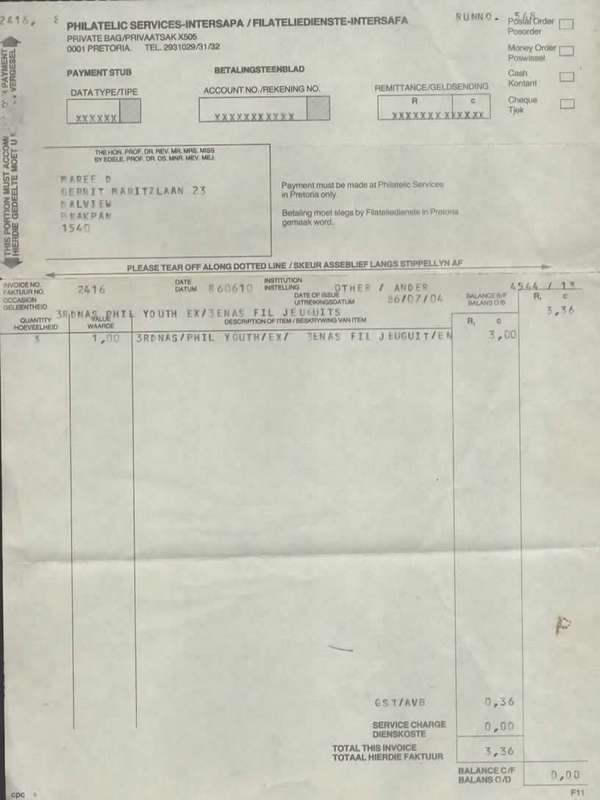 2416,
RUNNO. 548
PHILATELIC SERVICES-INTERSAPA / FILATELIEDIENSTE-INTERSAFA
PRIVATE BAG/PRIVAATSAK X505
0001 PRETORIA. TEL. 2931029/31/32
Postal Order
Posorder
Money Order
Poswissel
Cash
Kontant
Cheque
Tjek
PAYMENT STUB
BETALINGSTEENBLAD
DATA TYPE/TIPE
ACCOUNT NO./REKENING NO.
REMITTANCE/GELDSENDING
R c
XXXXXX
XXXXXXXXXXX
THIS PORTION MUST ACCOM
PAYMENT
HIERDIE GEDEELTE MOET U
VERGESEL
THE HON. PROF. DR. REV. MR. MRS. MISS
BY EDELE. PROF. DR. DS. MNR. MEV. MEJ.
MAREE D
GERRIT MARITZLAAN 23
DALVIEW
BRAKPAN
1540
Payment must be made at Philatelic Services
in Pretoria only.
Betaling moet slegs by Filateliedienste in Pretoria
gemaak word.
PLEASE TEAR OFF ALONG DOTTED LINE / SKEUR ASSEBLIEF LANGS STIPPELLYN AF
INVOICE NO.
FAKTUUR NO.
2416
DATE
DATUM
860610
INSTITUTION
INSTELLING
OTHER / ANDER
4544 / 13
OCCASION
GELEENTHEID
DATE OF ISSUE
UITREIKINGSDATUM
86/07/04
BALANCE B/F
BALANS O/B
R, c
3,36
3RDNAS PHIL YOUTH EX/3ENAS FIL JEUGUITS
QUANTITY
HOEVEELHEID
VALUE
WAARDE
DESCRIPTION OF ITEM / BESKRYWING VAN ITEM
R, c
3 1,00 3RDNAS/PHIL YOUTH/EX/ 3ENAS FIL JEUGUIT/EN 3,00
GST/AVB 0,36
SERVICE CHARGE
DIENSKOSTE
0,00
TOTAL THIS INVOICE
TOTAAL HIERDIE FAKTUUR
3,36
BALANCE C/F
BALANS O/D
0,00
cpc
F11